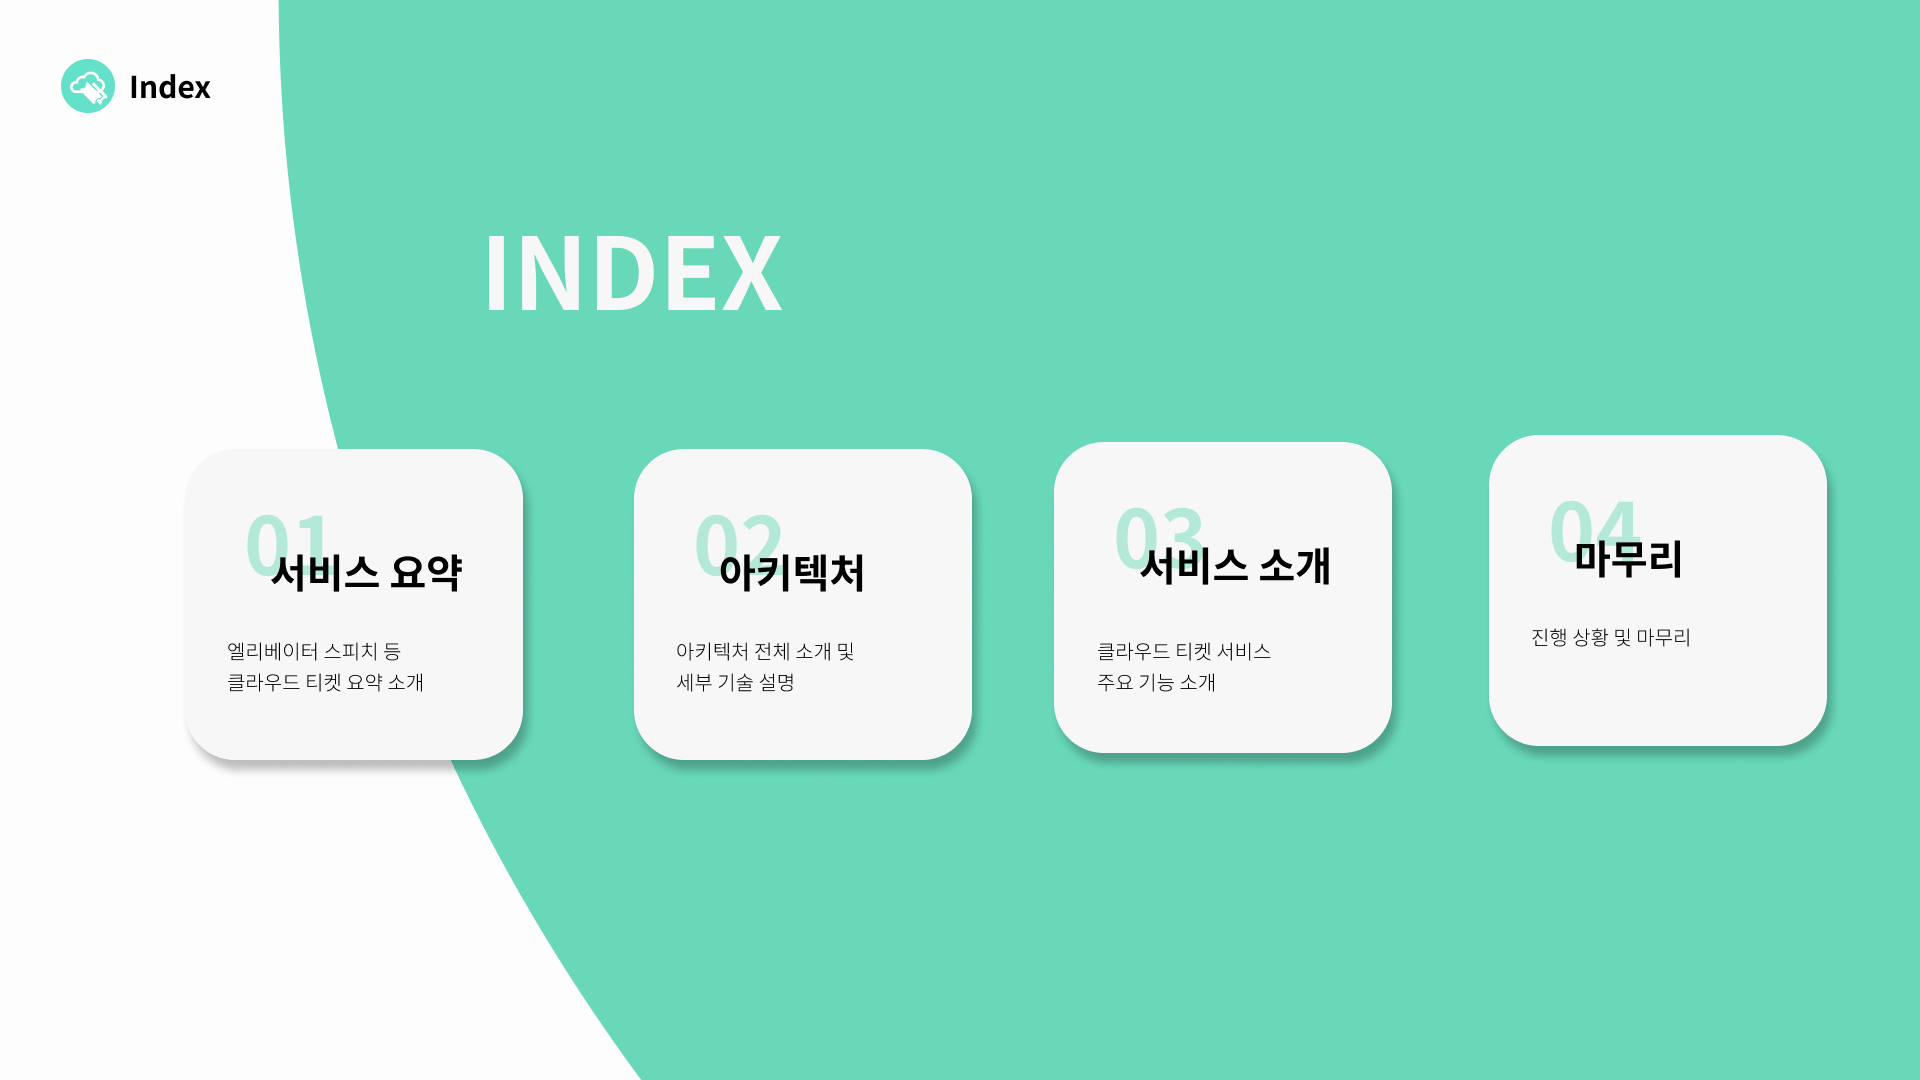 Index
INDEX
01
서비스 요약
엘리베이터 스피치 등
클라우드 티켓 요약 소개
02
아키텍처
아키텍처 전체 소개 및
세부 기술 설명
03
서비스 소개
클라우드 티켓 서비스
주요 기능 소개
04
마무리
진행 상황 및 마무리